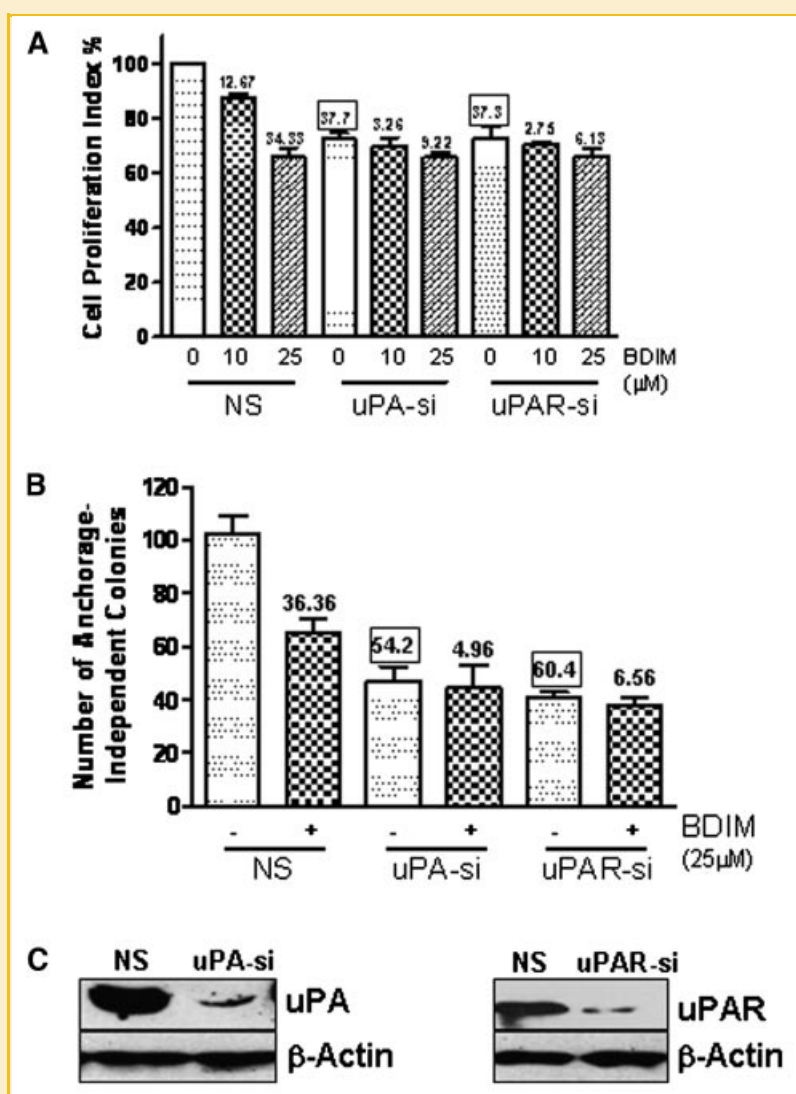 A
Cell Proliferation Index %
100
80
60
40
20
0
12.67
34.33
37.7
3.26
9.22
37.3
2.75
6.13
0 10 25 0 10 25 0 10 25 BDIM
(µM)
NS uPA-si uPAR-si
B
Number of Anchorage-
Independent Colonies
120
100
80
60
40
20
0
36.36
54.2
4.96
60.4
6.56
- + - + - + BDIM
(25µM)
NS uPA-si uPAR-si
C
NS uPA-si
uPA
β-Actin
NS uPAR-si
uPAR
β-Actin